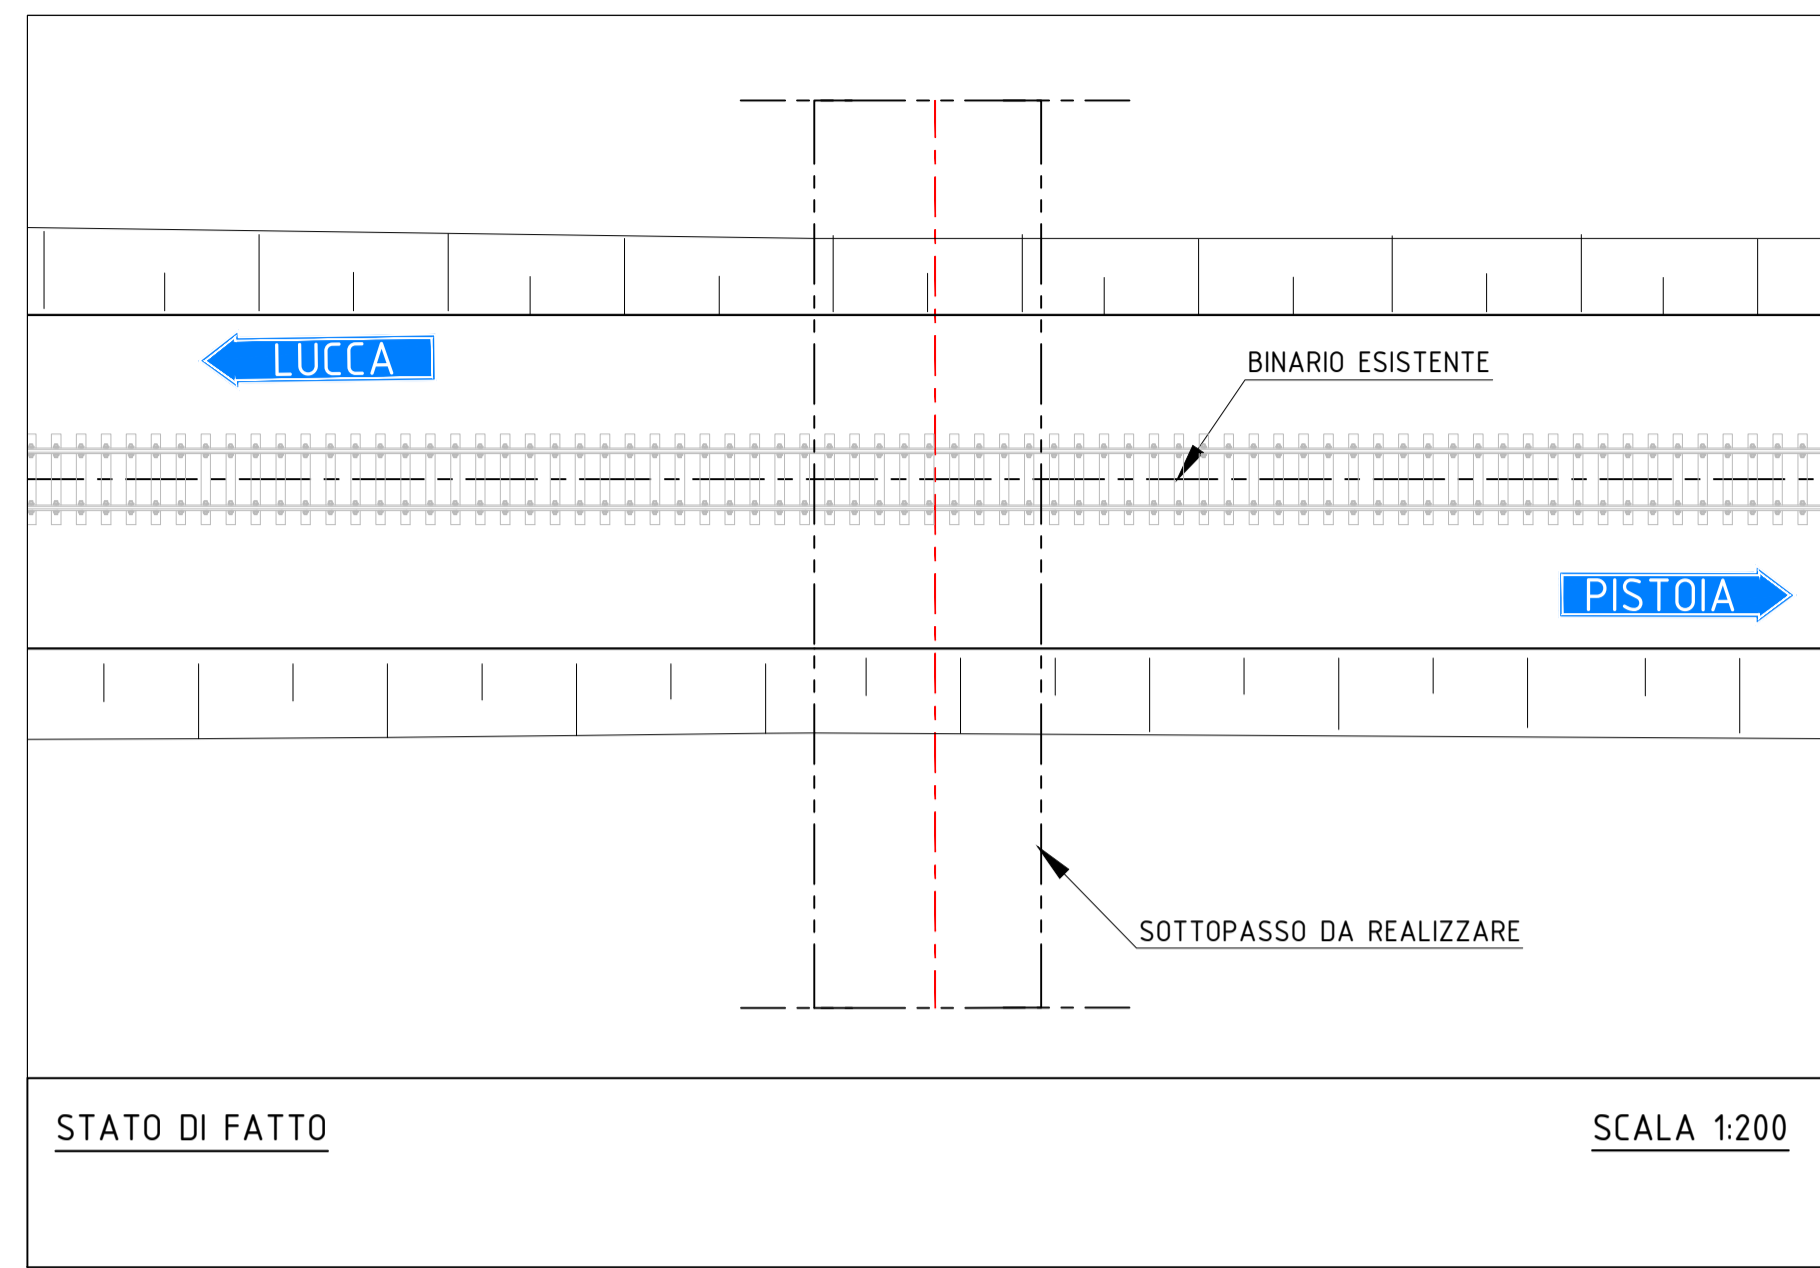 LUCCA
BINARIO ESISTENTE
PISTOIA
SOTTOPASSO DA REALIZZARE
STATO DI FATTO
SCALA 1:200